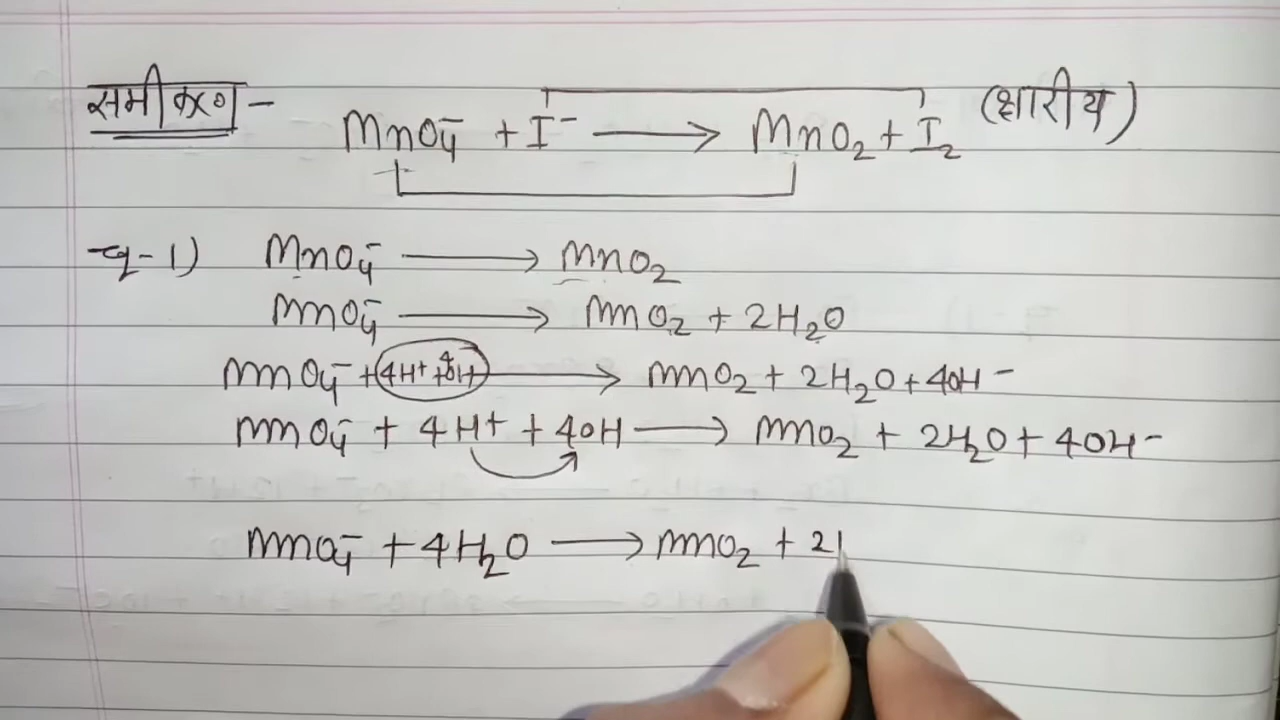 समीकरण - MnO₄⁻ + I⁻ ⟶ MnO₂ + I₂ (क्षारीय)
च-1) MnO₄⁻ ⟶ MnO₂
MnO₄⁻ ⟶ MnO₂ + 2H₂O
MnO₄⁻ + 4H⁺ + 4OH ⟶ MnO₂ + 2H₂O + 4OH⁻
MnO₄⁻ + 4H⁺ + 4OH ⟶ MnO₂ + 2H₂O + 4OH⁻
MnO₄⁻ + 4H₂O ⟶ MnO₂ + 2